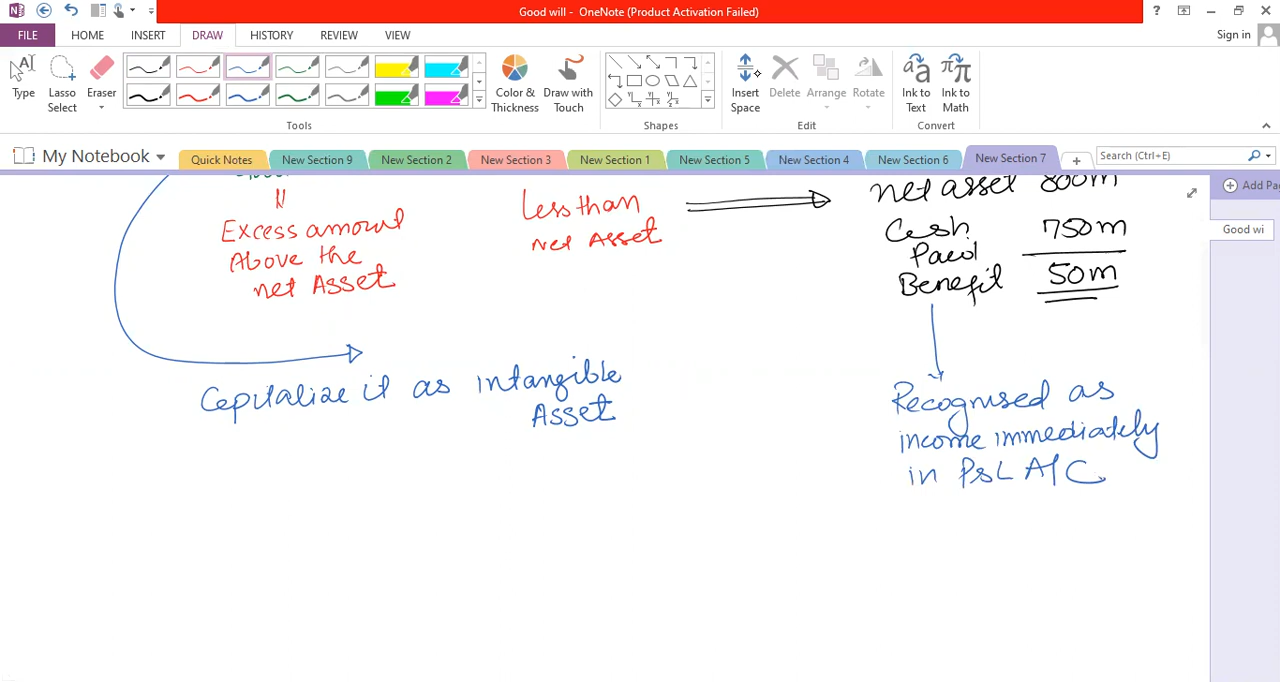 Good will - OneNote (Product Activation Failed)
FILE HOME INSERT DRAW HISTORY REVIEW VIEW
Sign in
Type
Lasso Select
Eraser
Color & Thickness
Draw with Touch
Insert Space
Delete
Arrange
Rotate
Ink to Text
Ink to Math
Tools
Shapes
Edit
Convert
My Notebook
Quick Notes
New Section 9
New Section 2
New Section 3
New Section 1
New Section 5
New Section 4
New Section 6
New Section 7
Search (Ctrl+E)
Add Pa
Good wi
Excess amount
Above the
net Asset
Less than
net Asset
net asset 800m
Cash 750m
Paid
Benefit 50m
Cepitalize it as intangible
Asset
Recognised as
income immediately
in P&L A/C